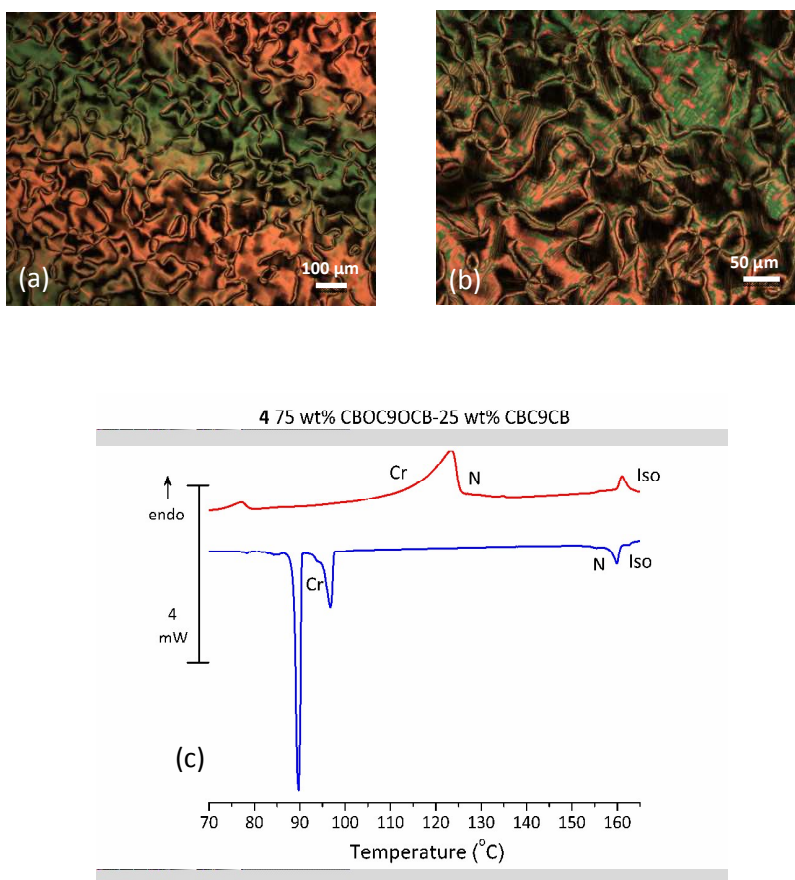 (a)
100 µm
(b)
50 µm
4 75 wt% CBOC9OCB-25 wt% CBC9CB
Cr
N
Iso
endo
N
Iso
Cr
4
mW
(c)
70 80 90 100 110 120 130 140 150 160
Temperature (°C)